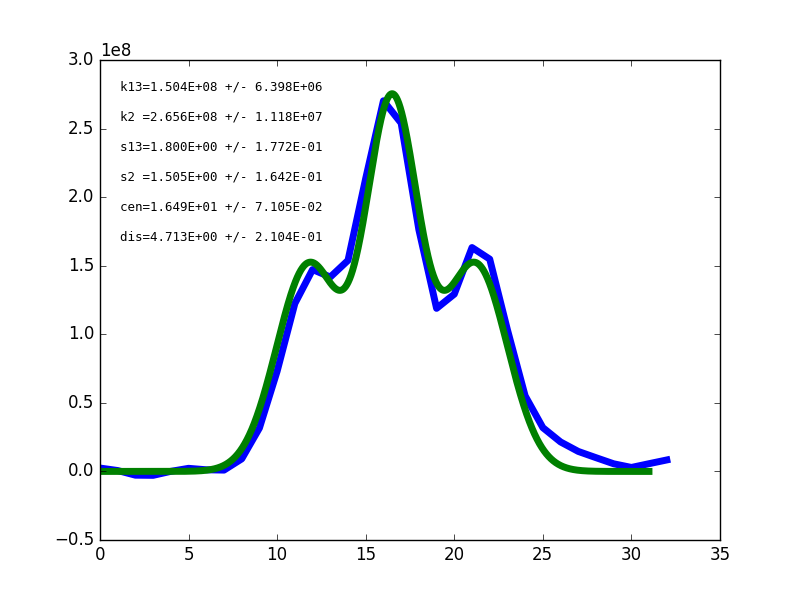 1e8
3.0
2.5
2.0
1.5
1.0
0.5
0.0
−0.5
k13=1.504E+08 +/- 6.398E+06
k2 =2.656E+08 +/- 1.118E+07
s13=1.800E+00 +/- 1.772E-01
s2 =1.505E+00 +/- 1.642E-01
cen=1.649E+01 +/- 7.105E-02
dis=4.713E+00 +/- 2.104E-01
0 5 10 15 20 25 30 35